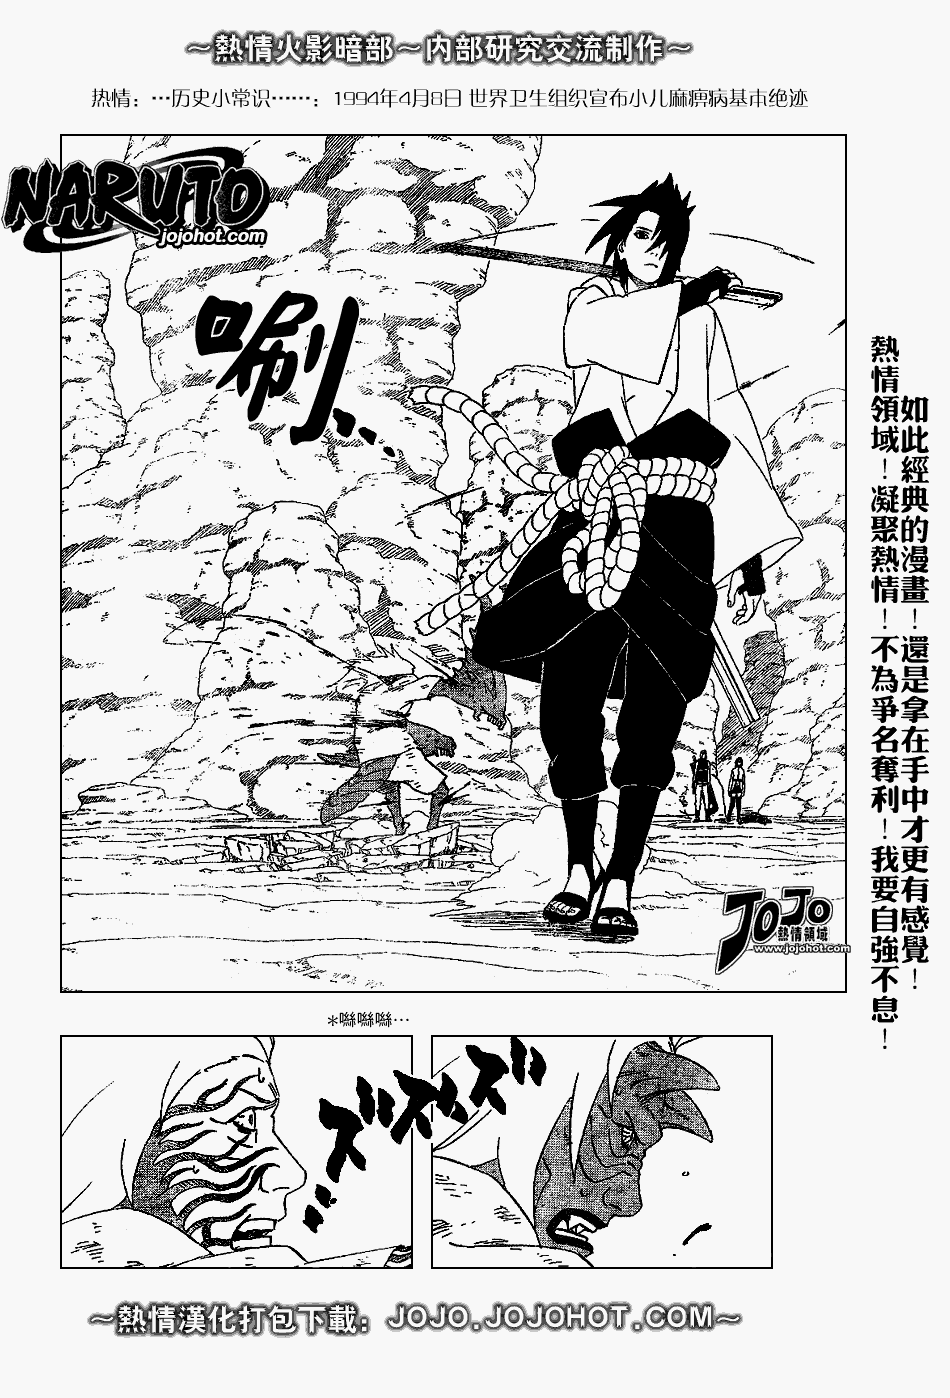 ～熱情火影暗部～内部研究交流制作～
热情：…历史小常识……：1994年4月8日 世界卫生组织宣布小儿麻痹病基本绝迹
NARUTO
jojohot.com
唰…
如此經典的漫畫！還是拿在手中才更有感覺！
熱情領域！凝聚熱情！不為爭名奪利！我要自強不息！
JOJO
熱情領域
www.jojohot.com
＊噝噝噝…
ズズズ
～熱情漢化打包下載：JOJO.JOJOHOT.COM～